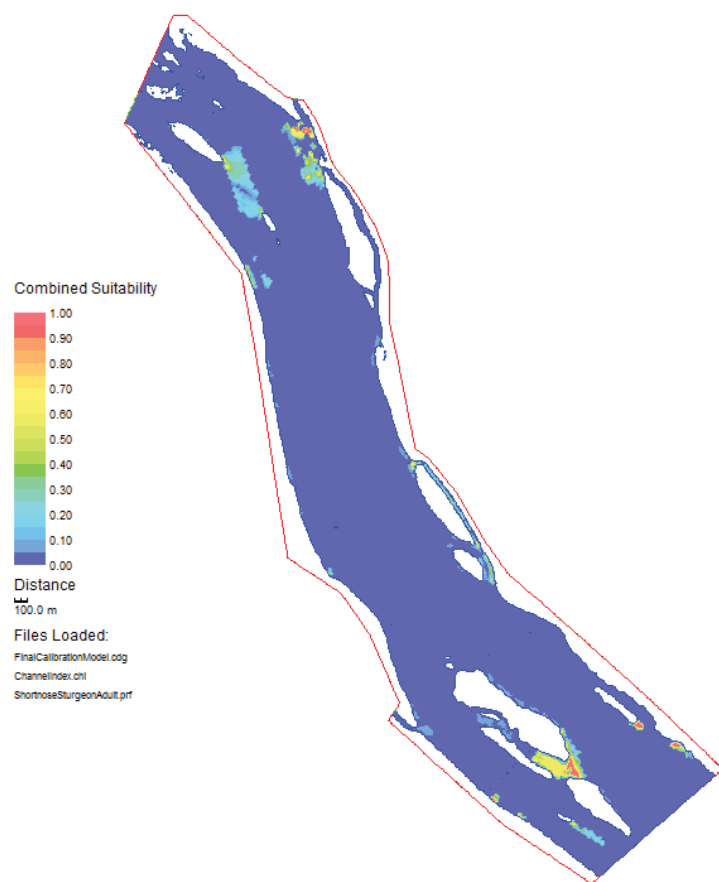 Combined Suitability
1.00
0.90
0.80
0.70
0.60
0.50
0.40
0.30
0.20
0.10
0.00
Distance
100.0 m
Files Loaded:
FinalCalibrationModel.cdg
ChannelIndex.chi
ShortnoseSturgeonAdult.prf